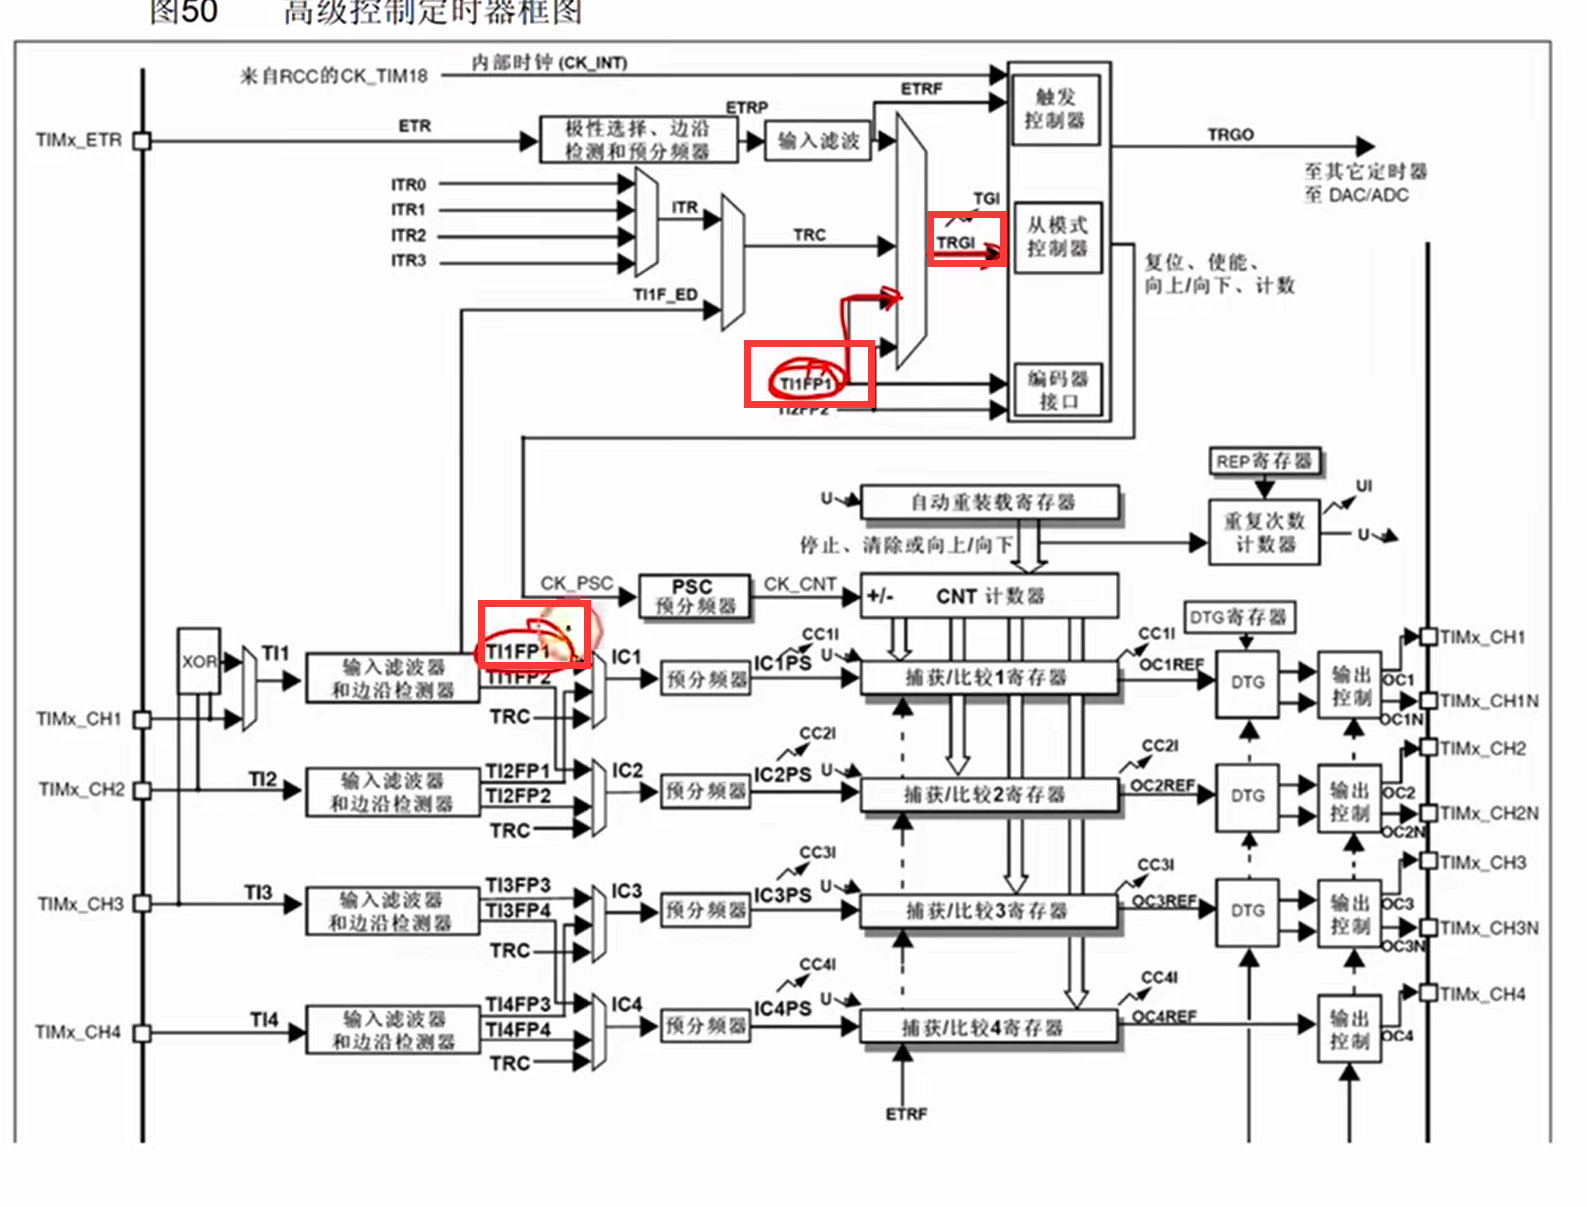 图50 高级控制定时器框图
来自RCC的CK_TIM18
内部时钟 (CK_INT)
ETRF
触发
控制器
TRGO
至其它定时器
至 DAC/ADC
TIMx_ETR
ETR
极性选择、边沿
检测和预分频器
ETRP
输入滤波
ITR0
ITR1
ITR2
ITR3
ITR
TRC
TI1F_ED
TGI
TRGI
从模式
控制器
复位、使能、
向上/向下、计数
TI1FP1
TI2FP2
编码器
接口
REP寄存器
UI
U
自动重装载寄存器
重复次数
计数器
U
停止、清除或向上/向下
CK_PSC
PSC
预分频器
CK_CNT
+/-
CNT 计数器
DTG寄存器
XOR
TI1
输入滤波器
和边沿检测器
TI1FP1
TI1FP2
TRC
IC1
预分频器
IC1PS
CC1I
U
捕获/比较1寄存器
CC1I
OC1REF
DTG
输出
控制
OC1
OC1N
TIMx_CH1
TIMx_CH1N
TIMx_CH1
TIMx_CH2
TI2
输入滤波器
和边沿检测器
TI2FP1
TI2FP2
TRC
IC2
预分频器
IC2PS
CC2I
U
捕获/比较2寄存器
CC2I
OC2REF
DTG
输出
控制
OC2
OC2N
TIMx_CH2
TIMx_CH2N
TIMx_CH3
TI3
输入滤波器
和边沿检测器
TI3FP3
TI3FP4
TRC
IC3
预分频器
IC3PS
CC3I
U
捕获/比较3寄存器
CC3I
OC3REF
DTG
输出
控制
OC3
OC3N
TIMx_CH3
TIMx_CH3N
TIMx_CH4
TI4
输入滤波器
和边沿检测器
TI4FP3
TI4FP4
TRC
IC4
预分频器
IC4PS
CC4I
U
捕获/比较4寄存器
CC4I
OC4REF
输出
控制
OC4
TIMx_CH4
ETRF